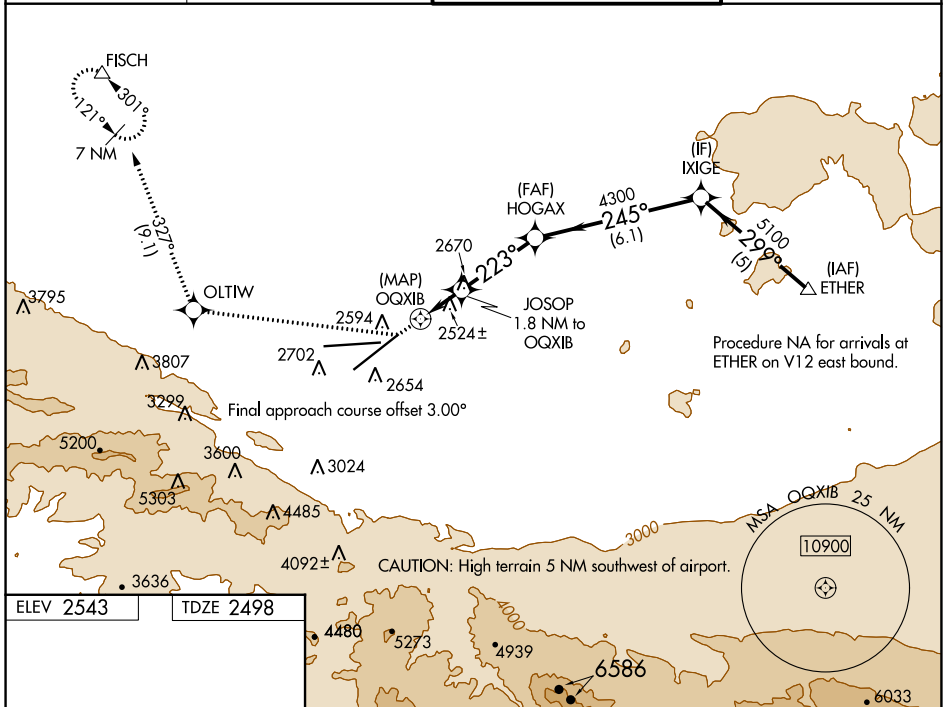 FISCH
301°
121°
7 NM
327°
(9.1)
OLTIW
(IF)
IXIGE
(FAF)
HOGAX
4300
245°
(6.1)
5100
299°
(5)
(IAF)
ETHER
2670
223°
(MAP)
OQXIB
JOSOP
1.8 NM to
OQXIB
2594
2524±
2702
2654
Procedure NA for arrivals at
ETHER on V12 east bound.
3795
3807
3299
Final approach course offset 3.00°
5200
3600
3024
5303
4485
3000
MSA OQXIB 25 NM
10900
4092±
CAUTION: High terrain 5 NM southwest of airport.
3636
ELEV 2543
TDZE 2498
4000
4480
5273
4939
6586
6033